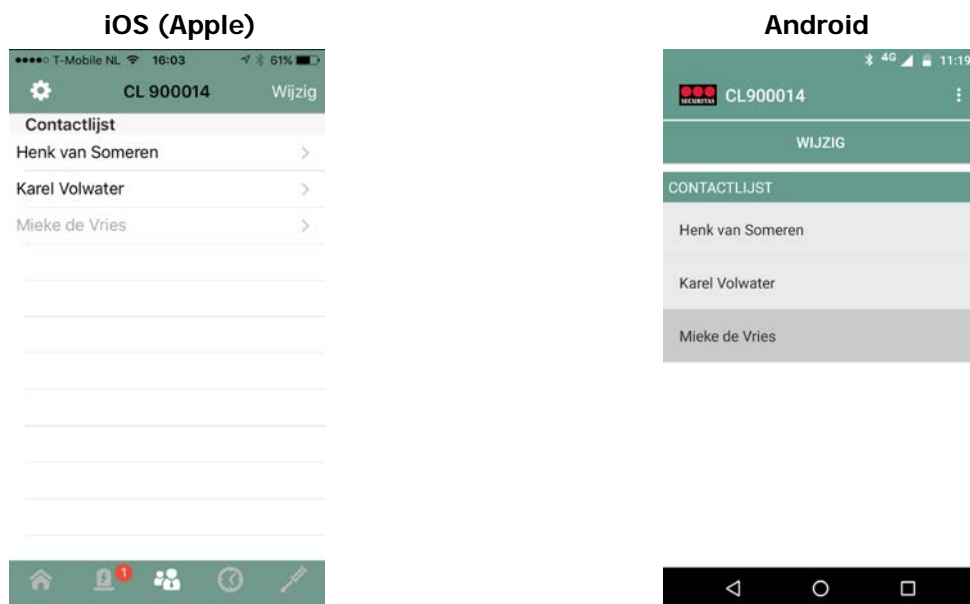 iOS (Apple)
T-Mobile NL 16:03 61%
CL 900014 Wijzig
Contactlijst
Henk van Someren
Karel Volwater
Mieke de Vries
1
Android
4G 11:19
SECURITAS CL900014
WIJZIG
CONTACTLIJST
Henk van Someren
Karel Volwater
Mieke de Vries